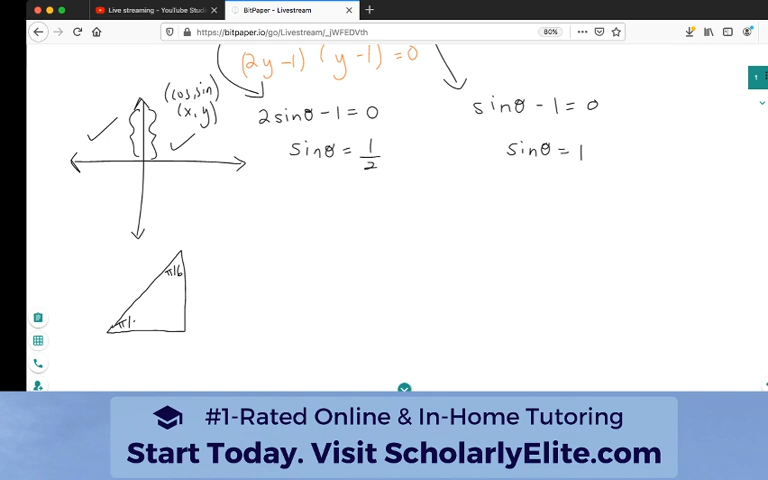 Live streaming - YouTube Stud
BitPaper - Livestream
https://bitpaper.io/go/Livestream/_jWFEDVth
80%
(2y-1) (y-1)=0
(cos, sin)
(x, y)
2sinθ-1=0
sinθ-1=0
sinθ = 1/2
sinθ = 1
1
π/6
π/
#1-Rated Online & In-Home Tutoring
Start Today. Visit ScholarlyElite.com